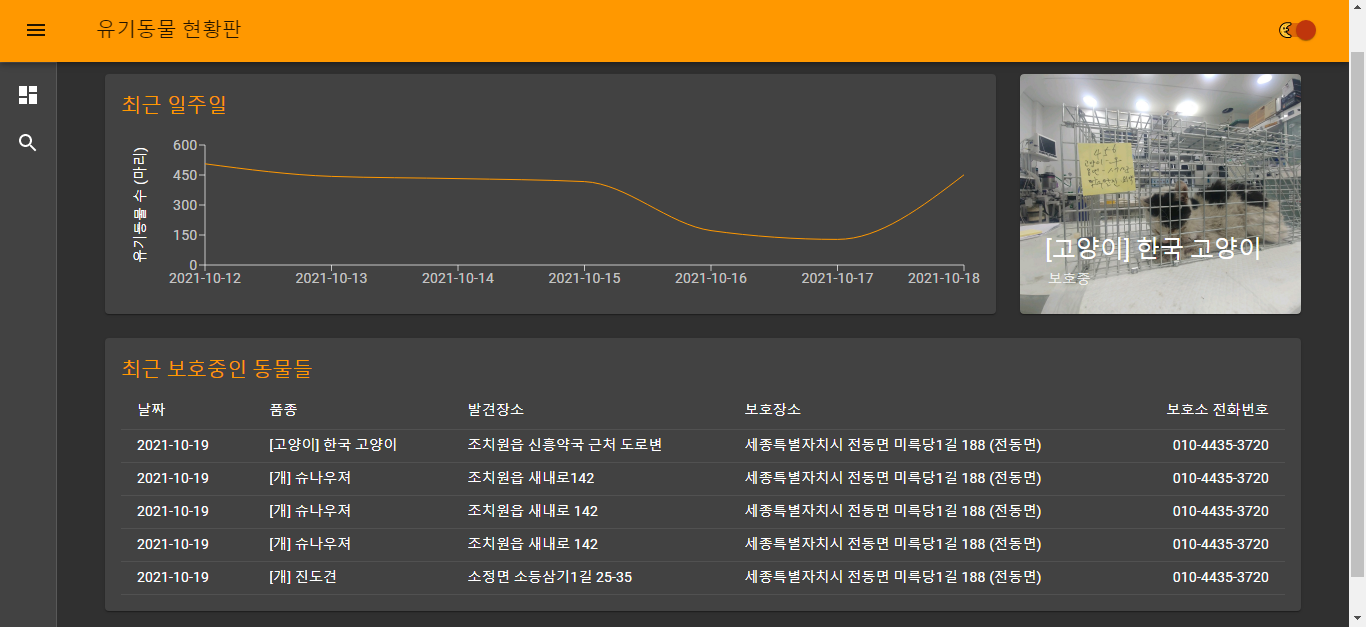 유기동물 현황판
최근 일주일
유기동물 수 (마리)
600
450
300
150
0
2021-10-12 2021-10-13 2021-10-14 2021-10-15 2021-10-16 2021-10-17 2021-10-18
[고양이] 한국 고양이
보호중
최근 보호중인 동물들
날짜 품종 발견장소 보호장소 보호소 전화번호
2021-10-19 [고양이] 한국 고양이 조치원읍 신흥약국 근처 도로변 세종특별자치시 전동면 미륵당1길 188 (전동면) 010-4435-3720
2021-10-19 [개] 슈나우져 조치원읍 새내로142 세종특별자치시 전동면 미륵당1길 188 (전동면) 010-4435-3720
2021-10-19 [개] 슈나우져 조치원읍 새내로 142 세종특별자치시 전동면 미륵당1길 188 (전동면) 010-4435-3720
2021-10-19 [개] 슈나우져 조치원읍 새내로 142 세종특별자치시 전동면 미륵당1길 188 (전동면) 010-4435-3720
2021-10-19 [개] 진도견 소정면 소등삼기1길 25-35 세종특별자치시 전동면 미륵당1길 188 (전동면) 010-4435-3720